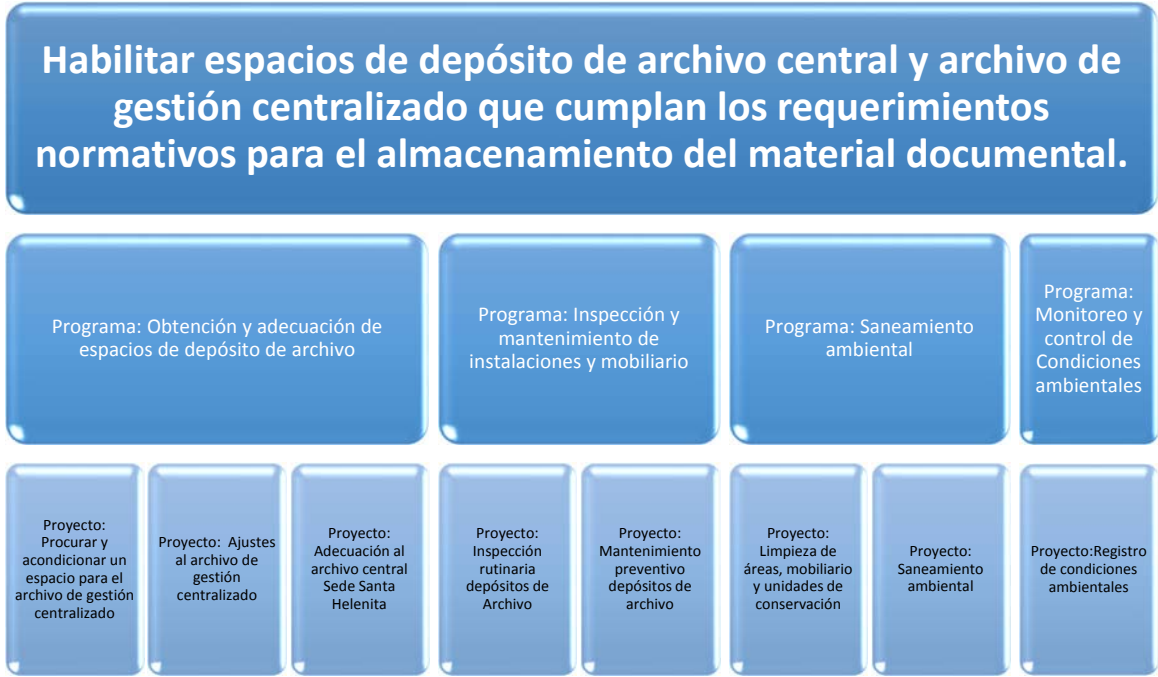 Habilitar espacios de depósito de archivo central y archivo de
gestión centralizado que cumplan los requerimientos
normativos para el almacenamiento del material documental.
Programa: Obtención y adecuación de
espacios de depósito de archivo
Programa: Inspección y
mantenimiento de
instalaciones y mobiliario
Programa: Saneamiento
ambiental
Programa:
Monitoreo y
control de
Condiciones
ambientales
Proyecto:
Procurar y
acondicionar un
espacio para el
archivo de gestión
centralizado
Proyecto: Ajustes
al archivo de
gestión
centralizado
Proyecto:
Adecuación al
archivo central
Sede Santa
Helenita
Proyecto:
Inspección
rutinaria
depósitos de
Archivo
Proyecto:
Mantenimiento
preventivo
depósitos de
archivo
Proyecto:
Limpieza de
áreas, mobiliario
y unidades de
conservación
Proyecto:
Saneamiento
ambiental
Proyecto:Registro
de condiciones
ambientales